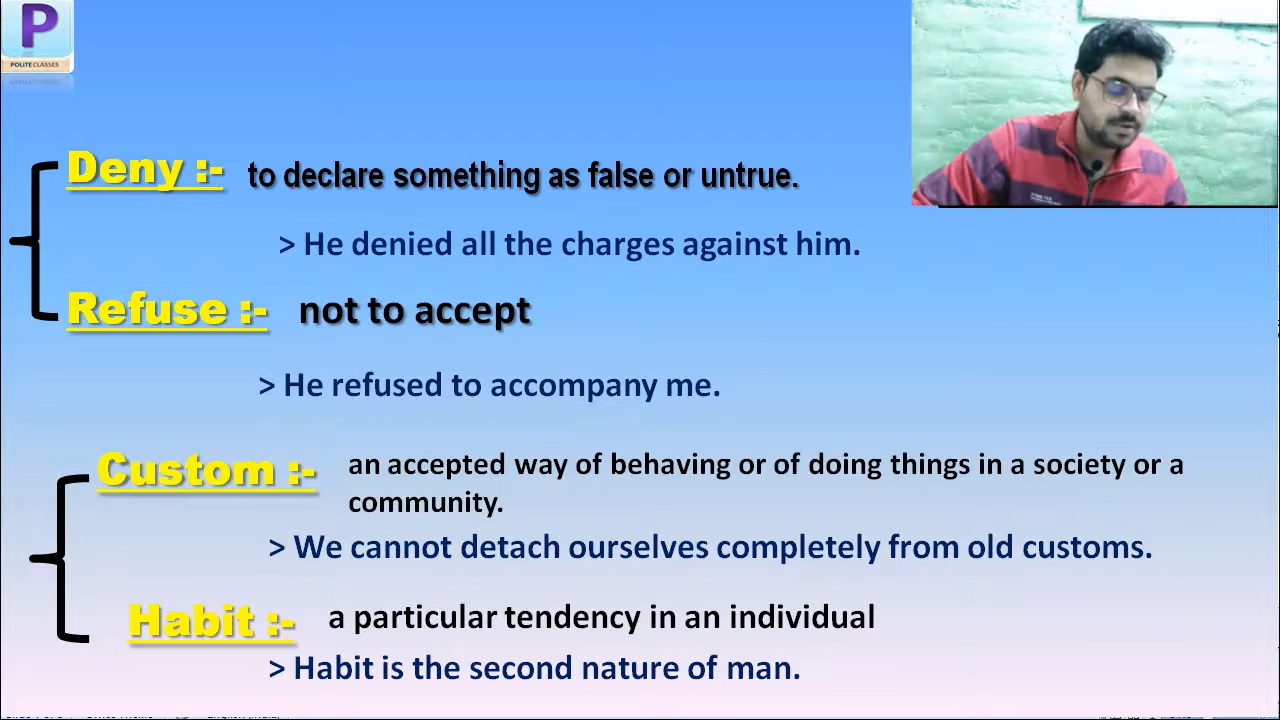 P
POLITE CLASSES
Deny :- to declare something as false or untrue.
> He denied all the charges against him.
Refuse :- not to accept
> He refused to accompany me.
Custom :- an accepted way of behaving or of doing things in a society or a
community.
> We cannot detach ourselves completely from old customs.
Habit :- a particular tendency in an individual
> Habit is the second nature of man.